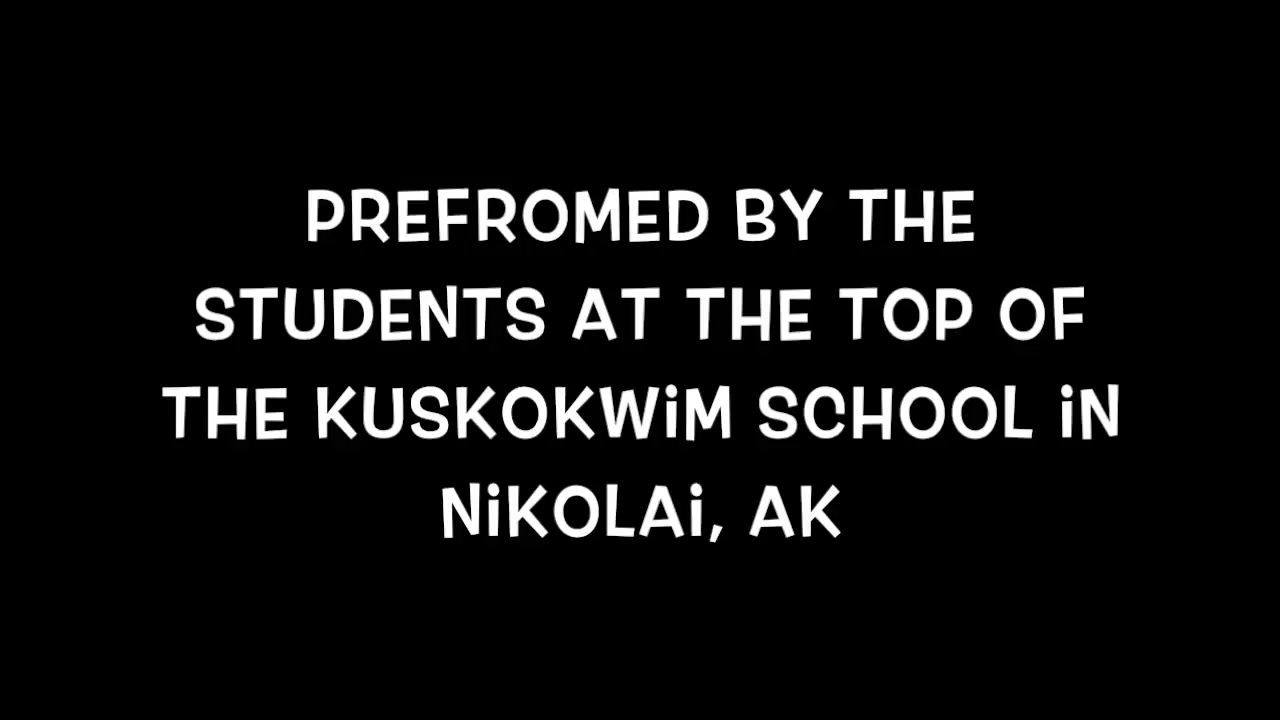 PREFROMED BY THE
STUDENTS AT THE TOP OF
THE KUSKOKWiM SCHOOL iN
NiKOLAi, AK